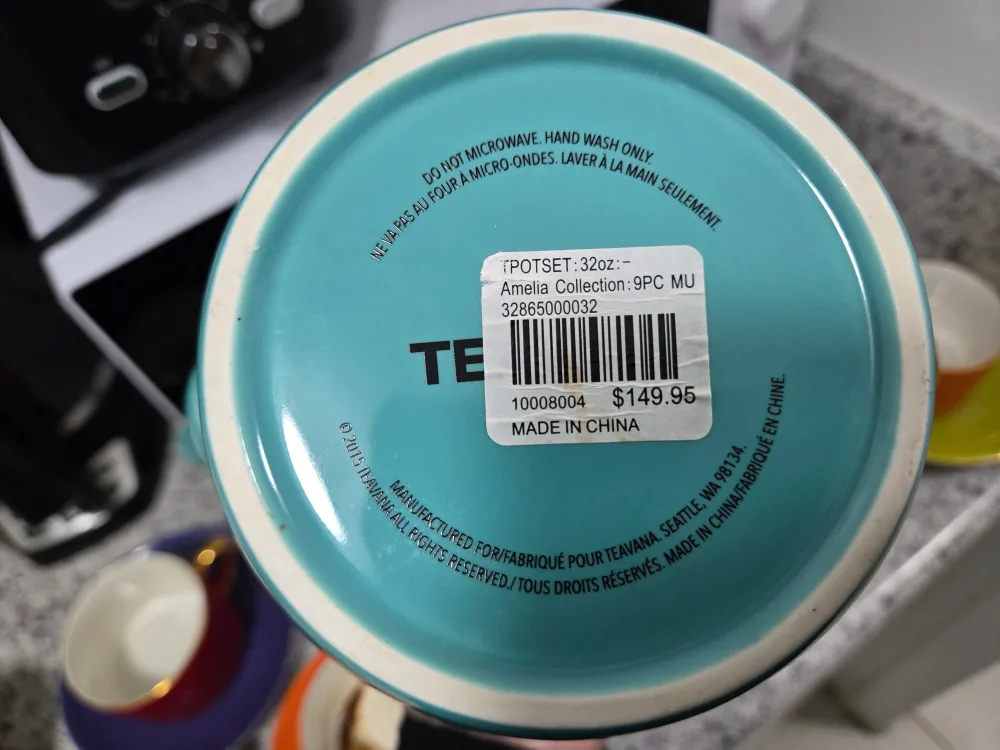 DO NOT MICROWAVE. HAND WASH ONLY.
NE VA PAS AU FOUR À MICRO-ONDES. LAVER À LA MAIN SEULEMENT.
TPOTSET:32oz:-
Amelia Collection:9PC MU
32865000032
TE
10008004 $149.95
MADE IN CHINA
MANUFACTURED FOR/FABRIQUÉ POUR TEAVANA. SEATTLE, WA 98134.
© 2015 TEAVANA ALL RIGHTS RESERVED./TOUS DROITS RÉSERVÉS. MADE IN CHINA/FABRIQUÉ EN CHINE.